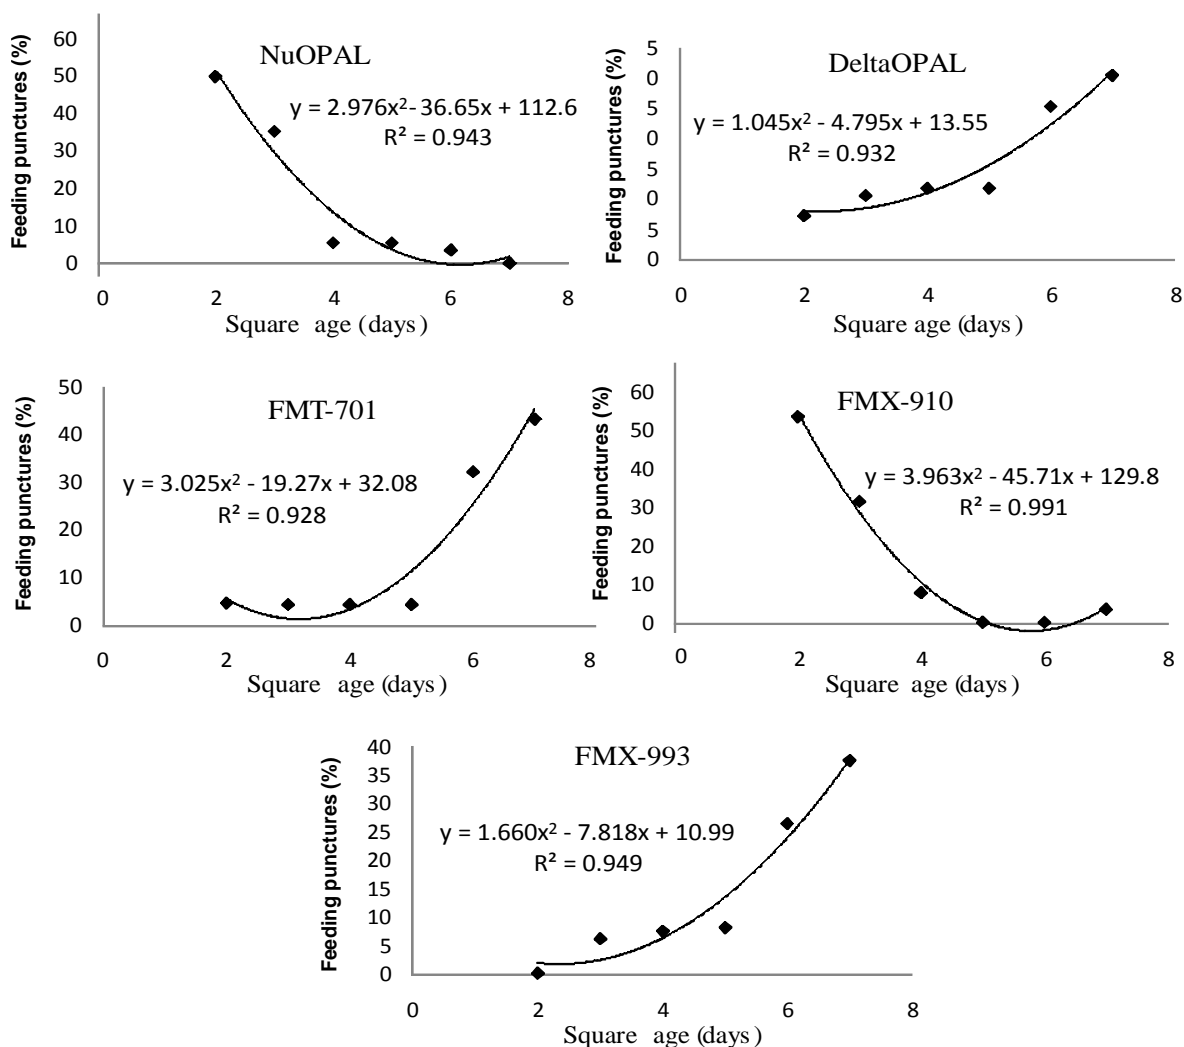 NuOPAL
Feeding punctures (%)
60
50
40
30
20
10
0
y = 2.976x² - 36.65x + 112.6
R² = 0.943
0 2 4 6 8
Square age (days)
DeltaOPAL
Feeding punctures (%)
5
0
5
0
5
0
5
0
y = 1.045x² - 4.795x + 13.55
R² = 0.932
0 2 4 6 8
Square age (days)
FMT-701
Feeding punctures (%)
50
40
30
20
10
0
y = 3.025x² - 19.27x + 32.08
R² = 0.928
0 2 4 6 8
Square age (days)
FMX-910
Feeding punctures (%)
60
50
40
30
20
10
0
y = 3.963x² - 45.71x + 129.8
R² = 0.991
0 2 4 6 8
Square age (days)
FMX-993
Feeding punctures (%)
40
35
30
25
20
15
10
5
0
y = 1.660x² - 7.818x + 10.99
R² = 0.949
0 2 4 6 8
Square age (days)